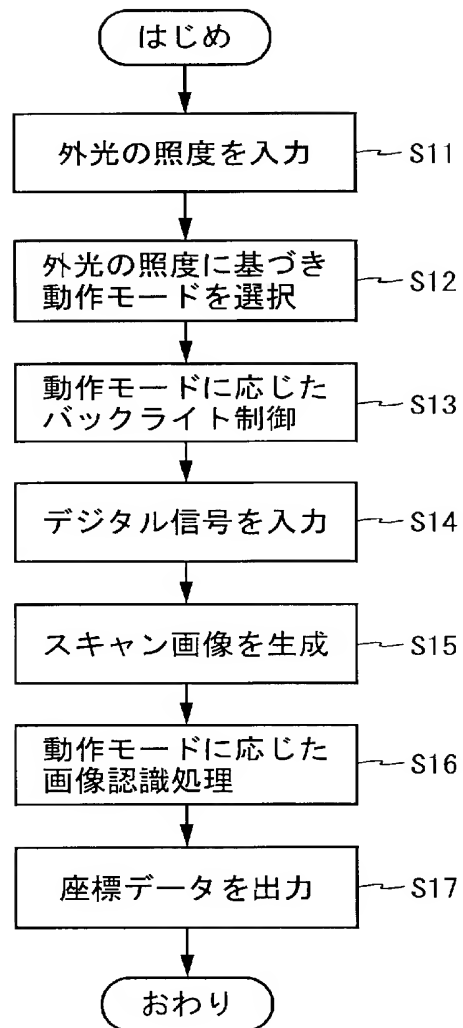 はじめ
外光の照度を入力
S11
外光の照度に基づき
動作モードを選択
S12
動作モードに応じた
バックライト制御
S13
デジタル信号を入力
S14
スキャン画像を生成
S15
動作モードに応じた
画像認識処理
S16
座標データを出力
S17
おわり